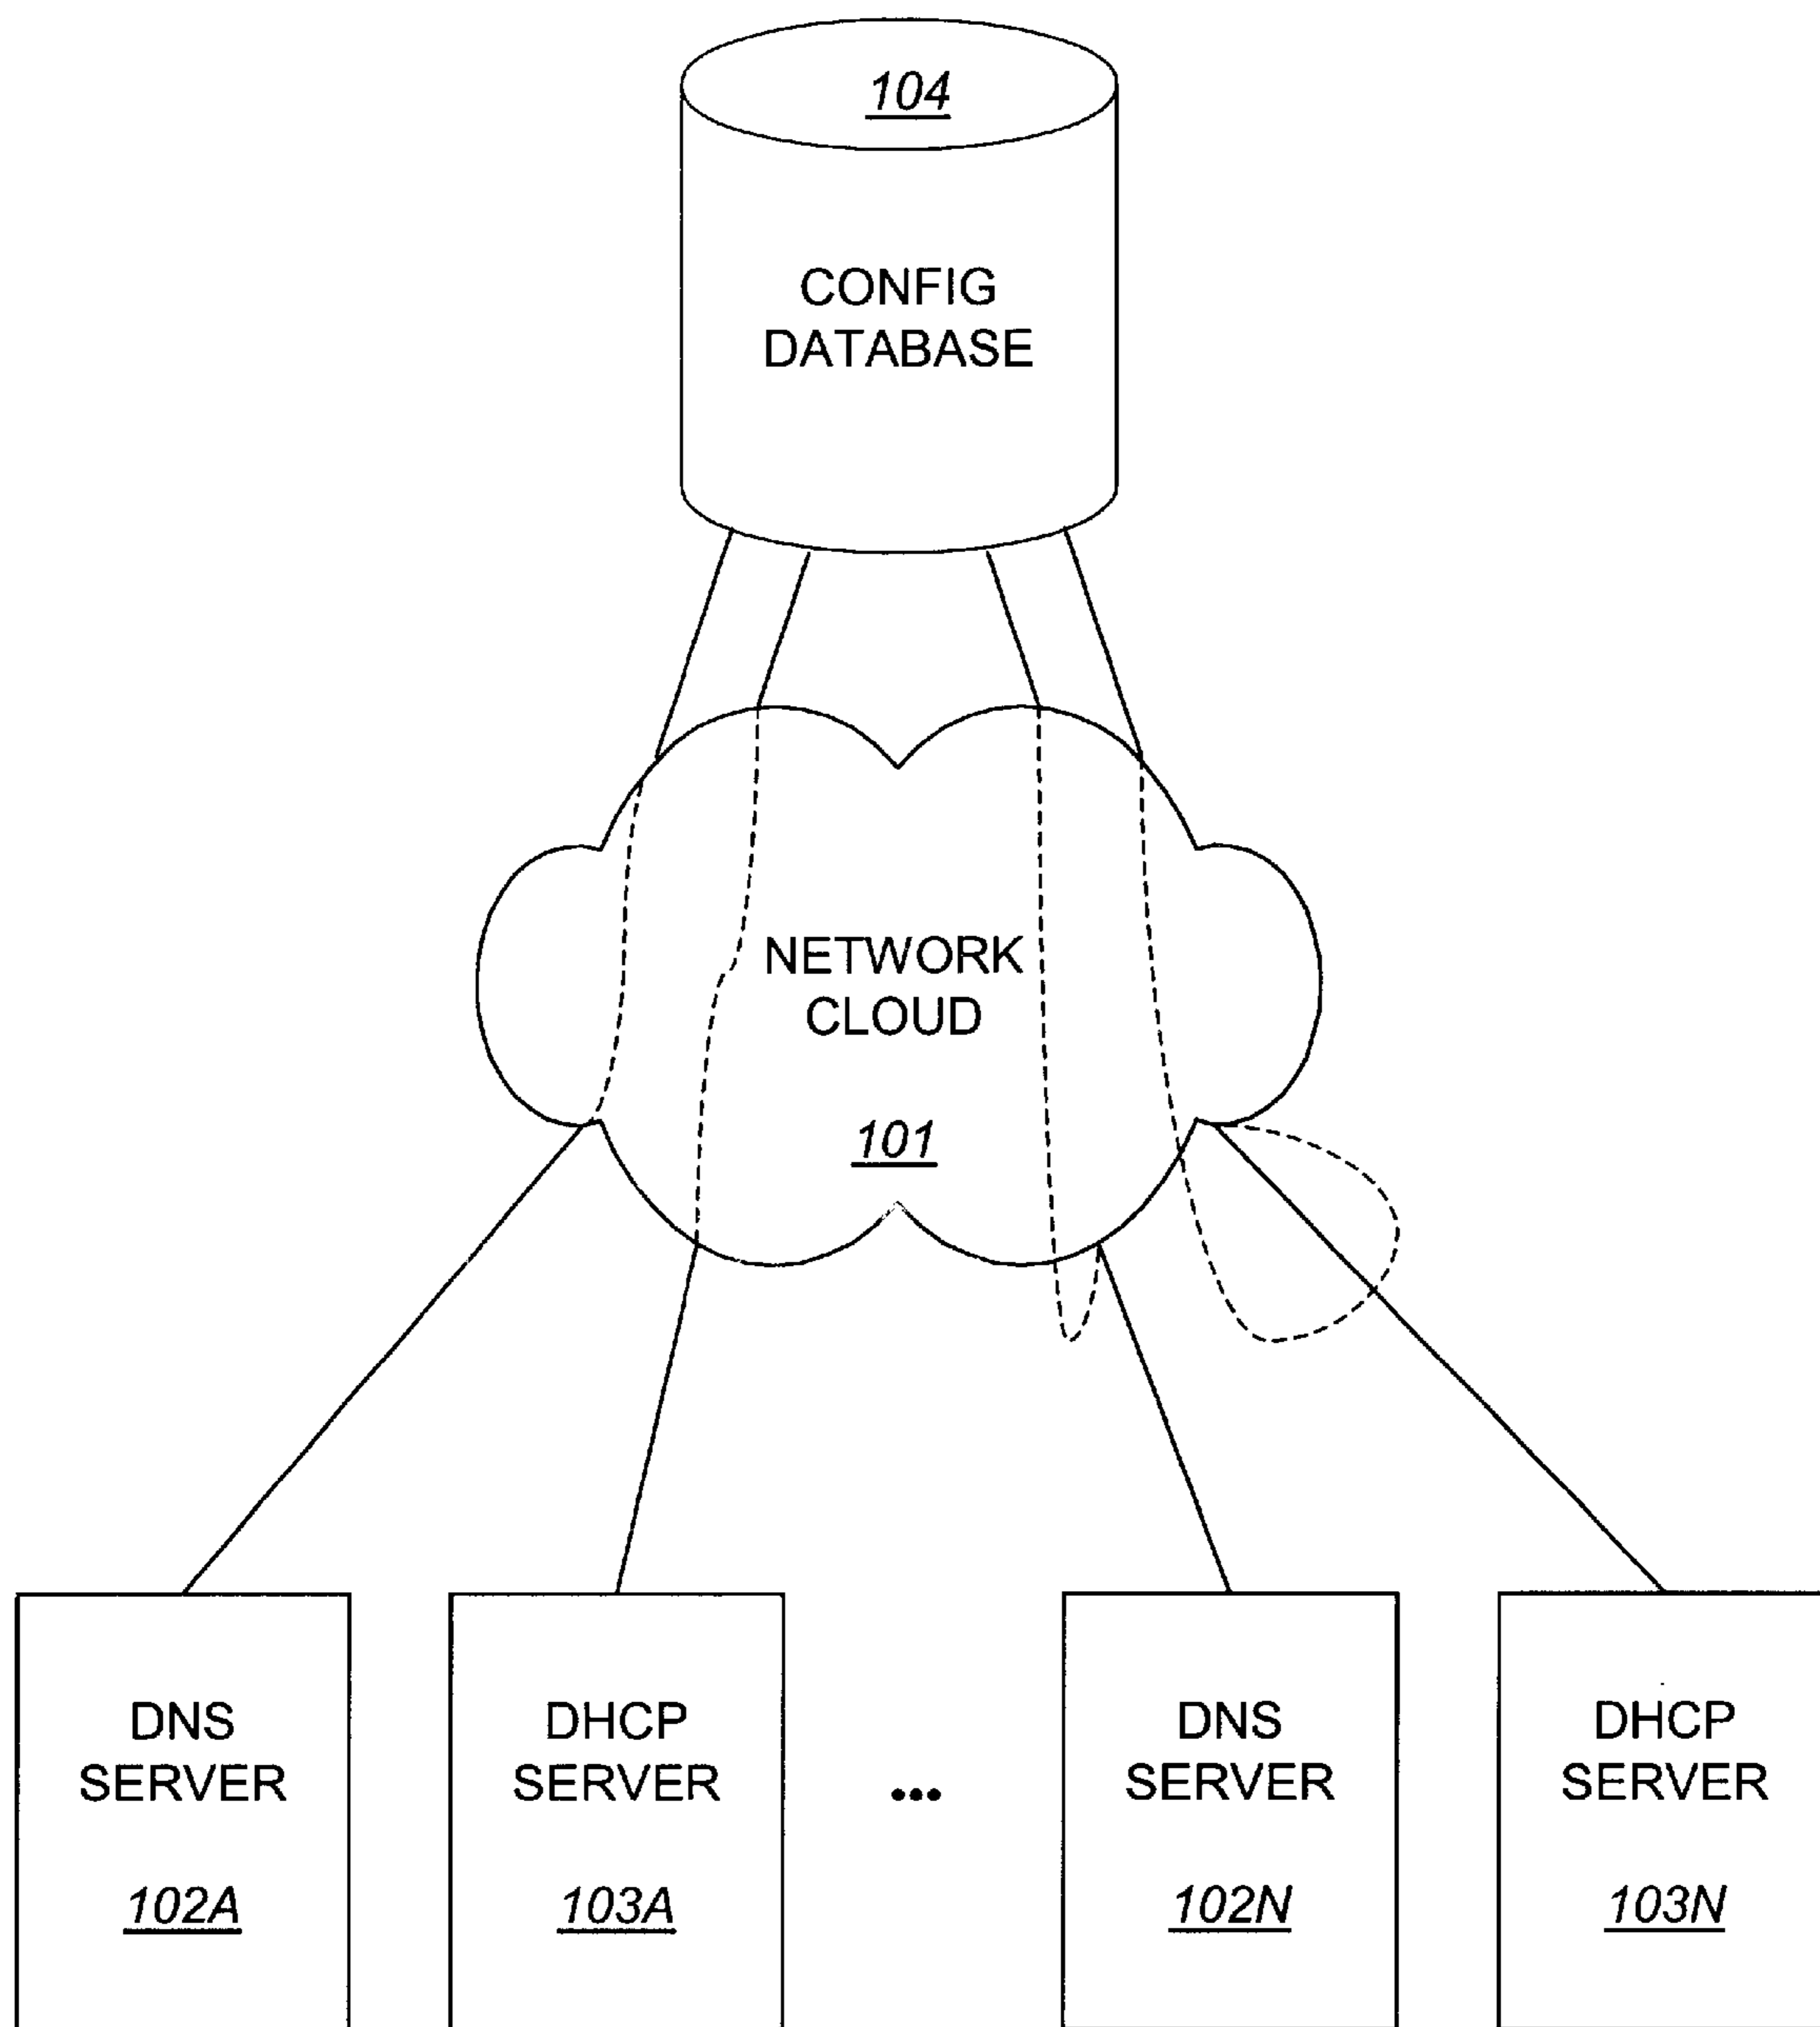 104
CONFIG
DATABASE
NETWORK
CLOUD
101
DNS
SERVER
102A
DHCP
SERVER
103A
...
DNS
SERVER
102N
DHCP
SERVER
103N